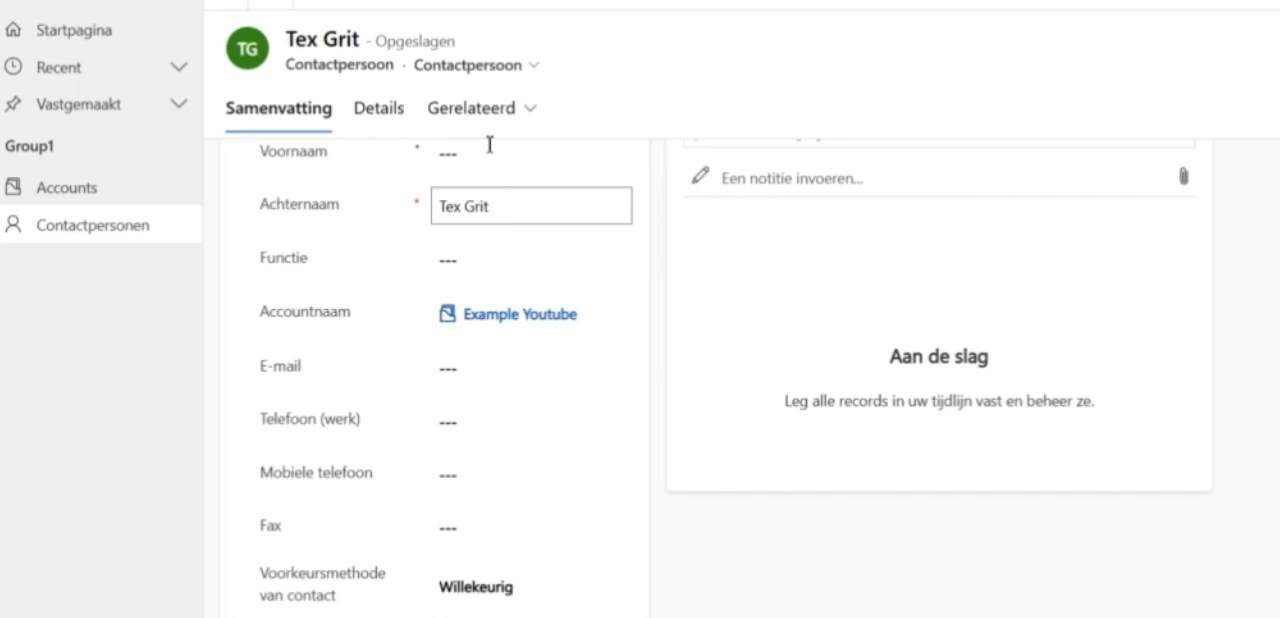 Startpagina
Recent
Vastgemaakt
Group1
Accounts
Contactpersonen
TG
Tex Grit - Opgeslagen
Contactpersoon · Contactpersoon
Samenvatting Details Gerelateerd
Voornaam * ---
Achternaam * Tex Grit
Functie ---
Accountnaam Example Youtube
E-mail ---
Telefoon (werk) ---
Mobiele telefoon ---
Fax ---
Voorkeursmethode
van contact Willekeurig
Een notitie invoeren...
Aan de slag
Leg alle records in uw tijdlijn vast en beheer ze.